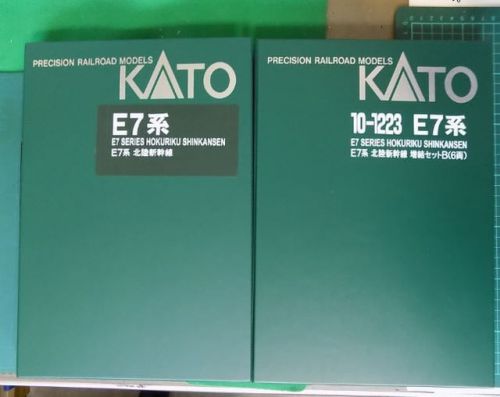 PRECISION RAILROAD MODELS
KATO
E7系
E7 SERIES HOKURIKU SHINKANSEN
E7系 北陸新幹線
PRECISION RAILROAD MODELS
KATO
10-1223 E7系
E7 SERIES HOKURIKU SHINKANSEN
E7系 北陸新幹線 増結セットB(6両)